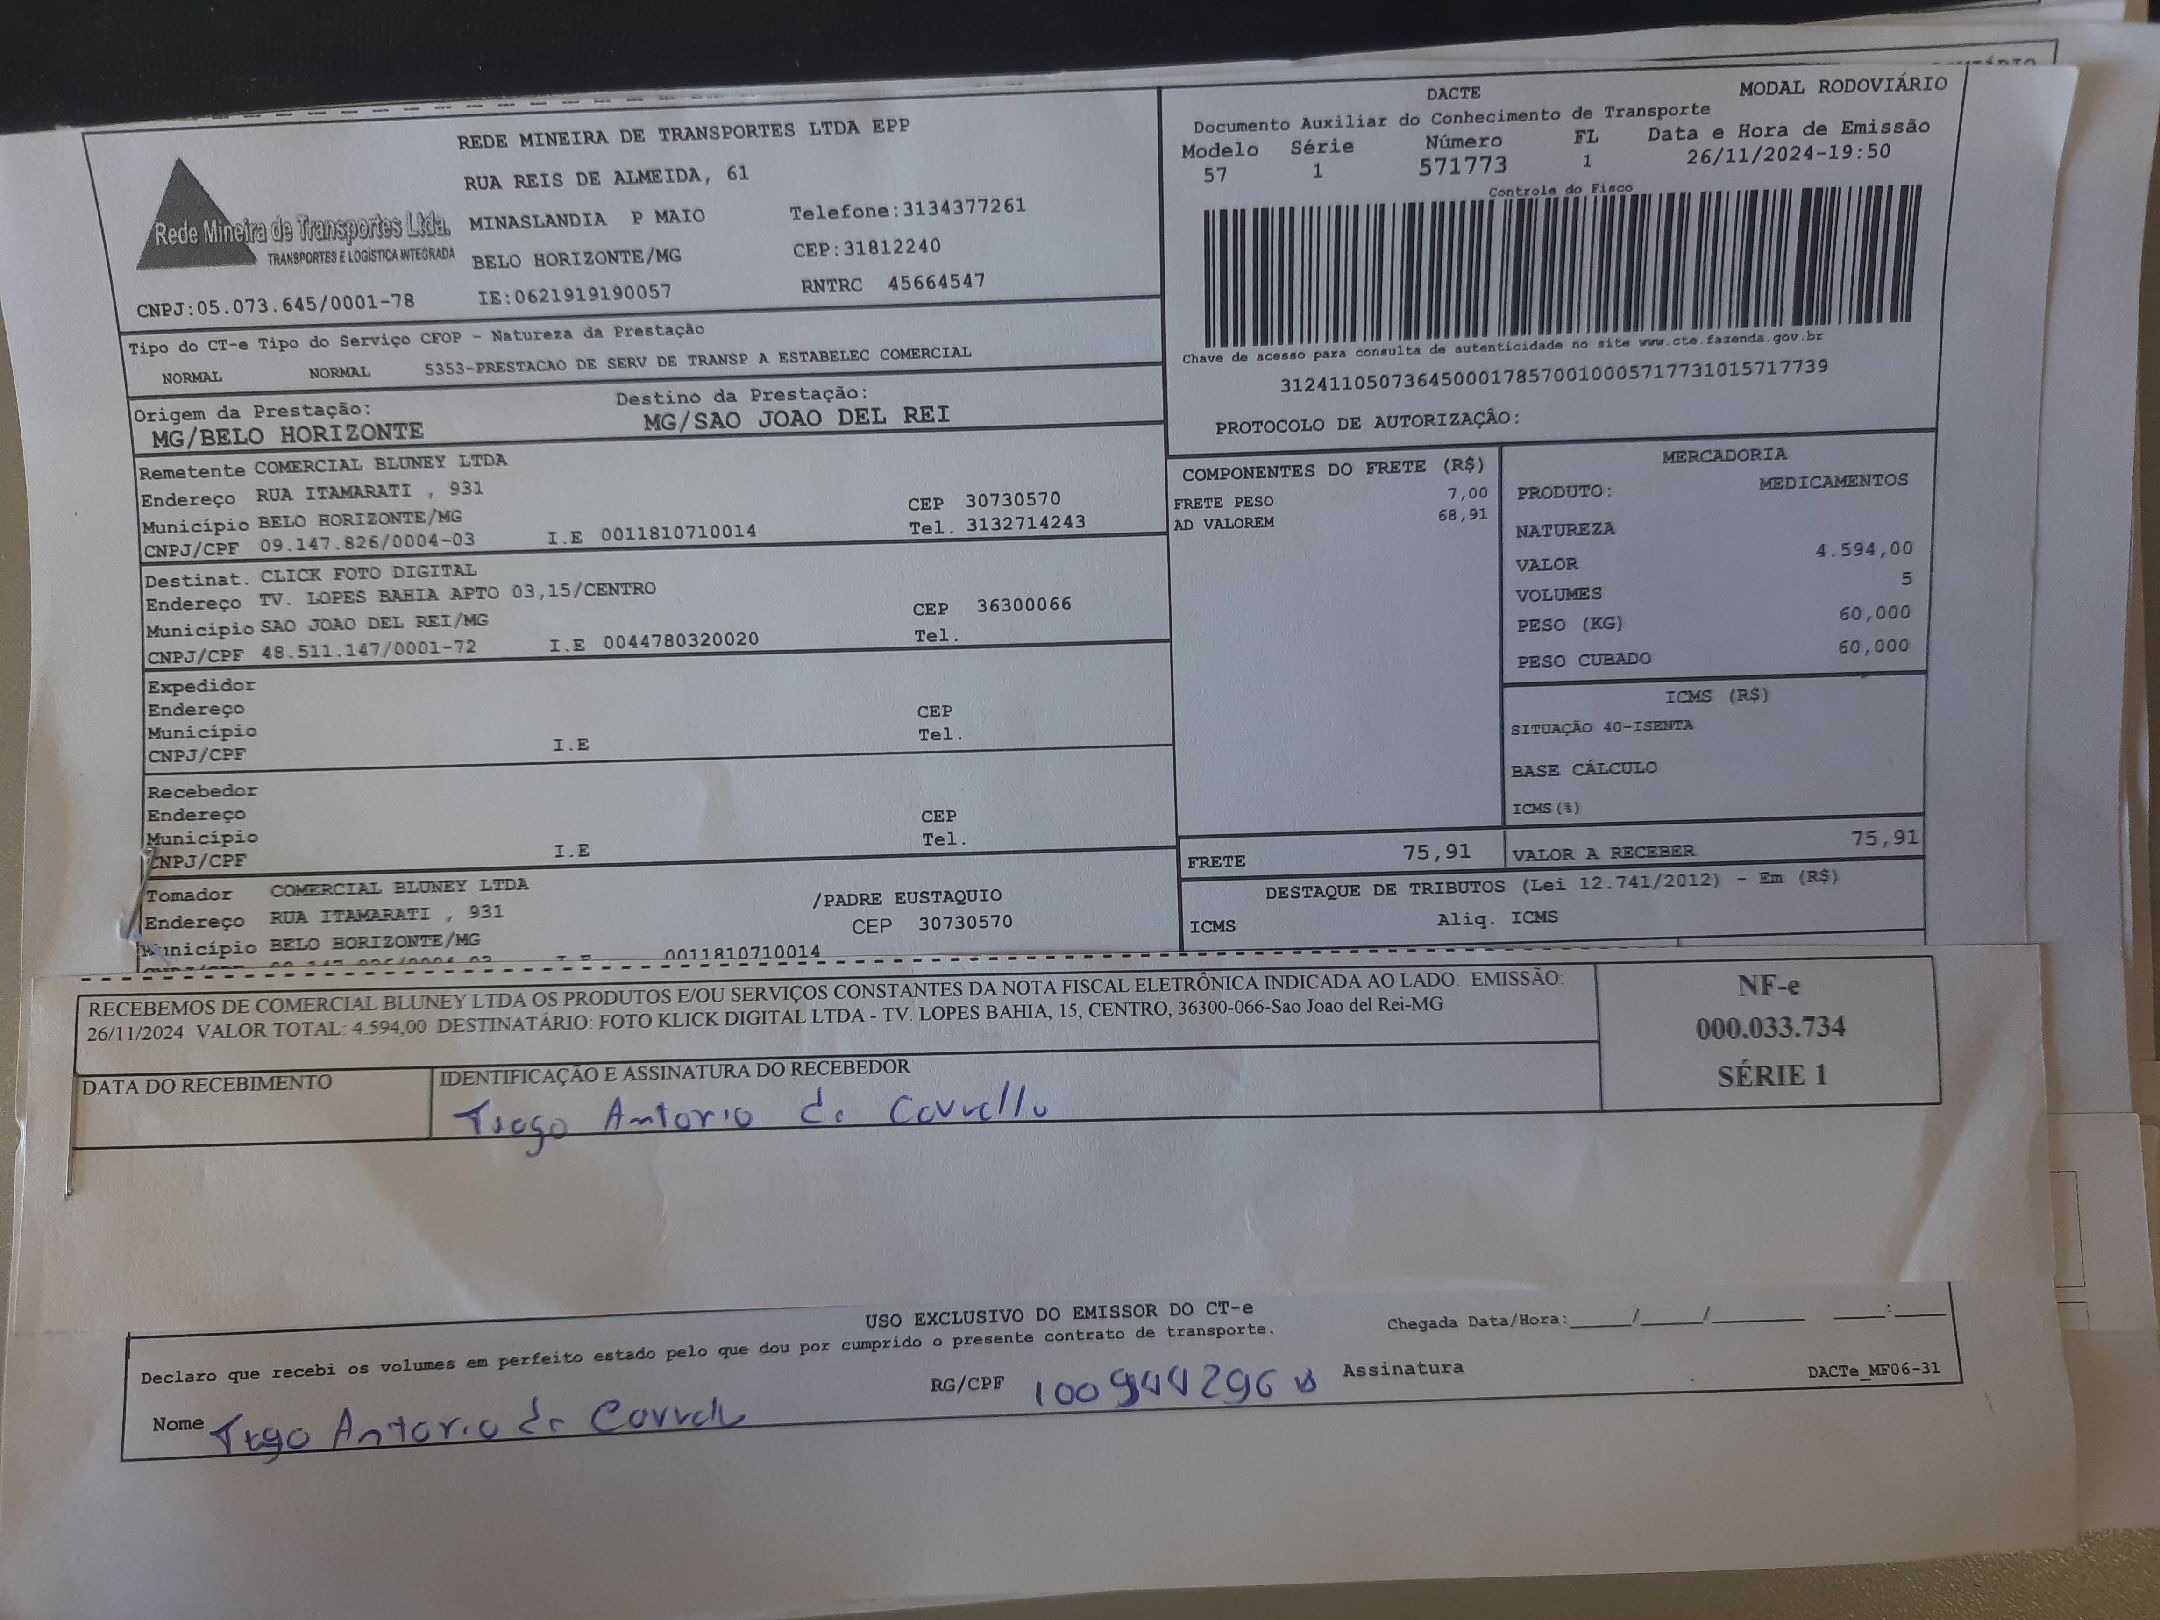 REDE MINEIRA DE TRANSPORTES LTDA EPP
RUA REIS DE ALMEIDA, 61
MINASLANDIA P MAIO Telefone:3134377261
BELO HORIZONTE/MG CEP:31812240
Rede Mineira de Transportes Ltda.
TRANSPORTES E LOGÍSTICA INTEGRADA
CNPJ:05.073.645/0001-78 IE:0621919190057 RNTRC 45664547
DACTE MODAL RODOVIÁRIO
Documento Auxiliar do Conhecimento de Transporte
Modelo Série Número FL Data e Hora de Emissão
57 1 571773 1 26/11/2024-19:50
Controle do Fisco
Chave de acesso para consulta de autenticidade no site www.cte.fazenda.gov.br
31241105073645000178570010005717731015717739
PROTOCOLO DE AUTORIZAÇÃO:
Tipo do CT-e Tipo do Serviço CFOP - Natureza da Prestação
NORMAL NORMAL 5353-PRESTACAO DE SERV DE TRANSP A ESTABELEC COMERCIAL
Origem da Prestação: Destino da Prestação:
MG/BELO HORIZONTE MG/SAO JOAO DEL REI
Remetente COMERCIAL BLUNEY LTDA
Endereço RUA ITAMARATI , 931 CEP 30730570
Município BELO HORIZONTE/MG Tel. 3132714243
CNPJ/CPF 09.147.826/0004-03 I.E 0011810710014
Destinat. CLICK FOTO DIGITAL
Endereço TV. LOPES BAHIA APTO 03,15/CENTRO CEP 36300066
Município SAO JOAO DEL REI/MG Tel.
CNPJ/CPF 48.511.147/0001-72 I.E 0044780320020
Expedidor
Endereço CEP
Município Tel.
CNPJ/CPF I.E
Recebedor
Endereço CEP
Município Tel.
CNPJ/CPF I.E
Tomador COMERCIAL BLUNEY LTDA /PADRE EUSTAQUIO
Endereço RUA ITAMARATI , 931 CEP 30730570
Município BELO HORIZONTE/MG
0011810710014
COMPONENTES DO FRETE (R$)
FRETE PESO 7,00
AD VALOREM 68,91
MERCADORIA
PRODUTO: MEDICAMENTOS
NATUREZA
VALOR 4.594,00
VOLUMES 5
PESO (KG) 60,000
PESO CUBADO 60,000
ICMS (R$)
SITUAÇÃO 40-ISENTA
BASE CÁLCULO
ICMS(%)
FRETE 75,91 VALOR A RECEBER 75,91
DESTAQUE DE TRIBUTOS (Lei 12.741/2012) - Em (R$)
ICMS Aliq. ICMS
RECEBEMOS DE COMERCIAL BLUNEY LTDA OS PRODUTOS E/OU SERVIÇOS CONSTANTES DA NOTA FISCAL ELETRÔNICA INDICADA AO LADO. EMISSÃO:
26/11/2024 VALOR TOTAL: 4.594,00 DESTINATÁRIO: FOTO KLICK DIGITAL LTDA - TV. LOPES BAHIA, 15, CENTRO, 36300-066-Sao Joao del Rei-MG
NF-e
000.033.734
SÉRIE 1
DATA DO RECEBIMENTO IDENTIFICAÇÃO E ASSINATURA DO RECEBEDOR
Antonio de
USO EXCLUSIVO DO EMISSOR DO CT-e
Declaro que recebi os volumes em perfeito estado pelo que dou por cumprido o presente contrato de transporte. Chegada Data/Hora:_____/_____/________ _____:_____
Nome Antonio de RG/CPF Assinatura DACTe_MF06-31